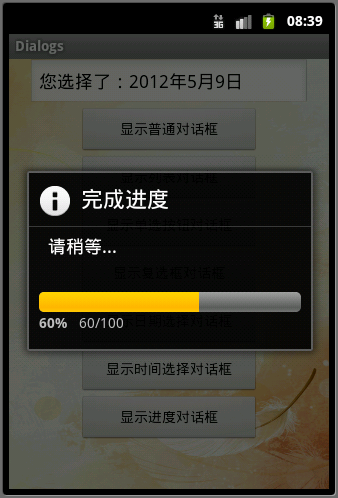 08:39
Dialogs
您选择了：2012年5月9日
显示普通对话框
完成进度
请稍等...
60% 60/100
显示时间选择对话框
显示进度对话框